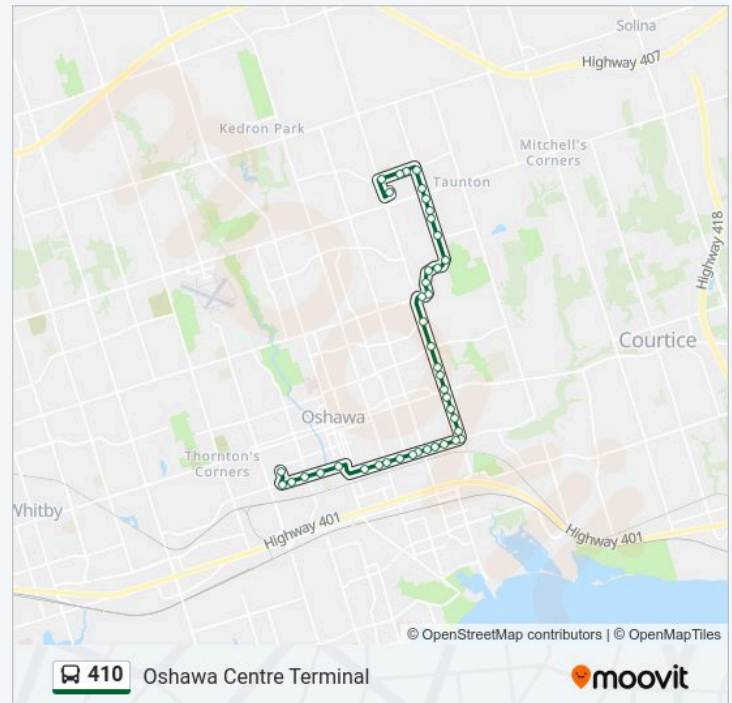 Solina
Highway 407
Kedron Park
Mitchell's
Corners
Taunton
Highway 418
Courtice
Oshawa
Thornton's
Corners
Whitby
Highway 401
Highway 401
© OpenStreetMap contributors | © OpenMapTiles
410 Oshawa Centre Terminal
moovit